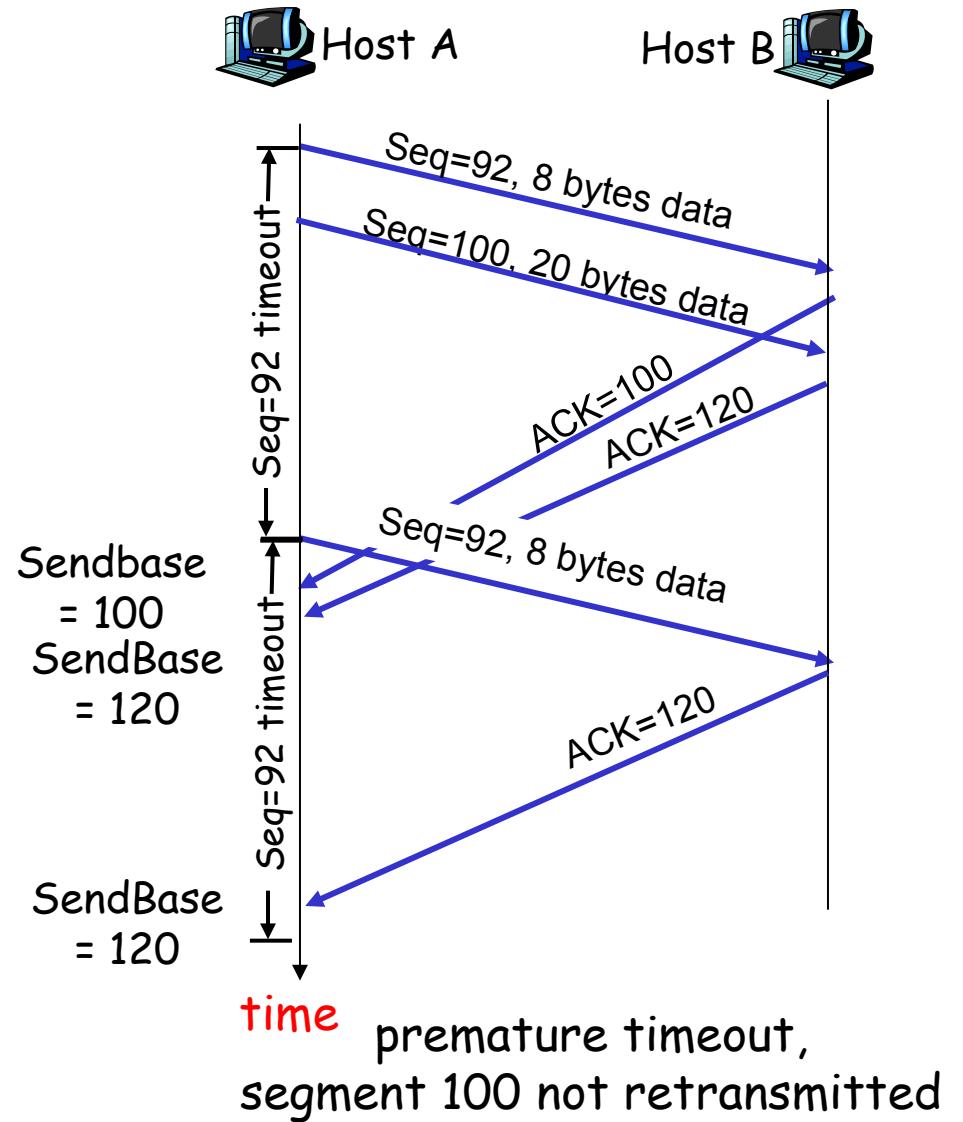 Host A
Host B
Seq=92, 8 bytes data
Seq=100, 20 bytes data
Seq=92 timeout
ACK=100
ACK=120
Seq=92, 8 bytes data
Sendbase
= 100
SendBase
= 120
Seq=92 timeout
ACK=120
SendBase
= 120
time
premature timeout,
segment 100 not retransmitted